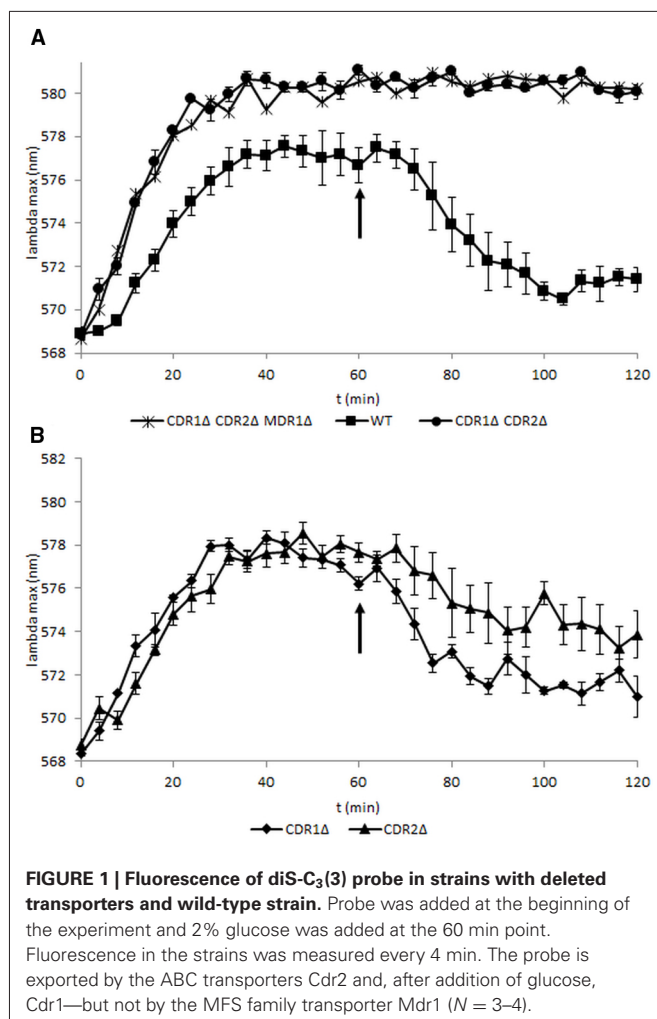 A
lambda max (nm)
580
578
576
574
572
570
568
0 20 40 60 80 100 120
t (min)
CDR1Δ CDR2Δ MDR1Δ WT CDR1Δ CDR2Δ
B
lambda max (nm)
582
580
578
576
574
572
570
568
0 20 40 60 80 100 120
t (min)
CDR1Δ CDR2Δ
FIGURE 1 | Fluorescence of diS-C₃(3) probe in strains with deleted
transporters and wild-type strain. Probe was added at the beginning of
the experiment and 2% glucose was added at the 60 min point.
Fluorescence in the strains was measured every 4 min. The probe is
exported by the ABC transporters Cdr2 and, after addition of glucose,
Cdr1—but not by the MFS family transporter Mdr1 (N = 3–4).